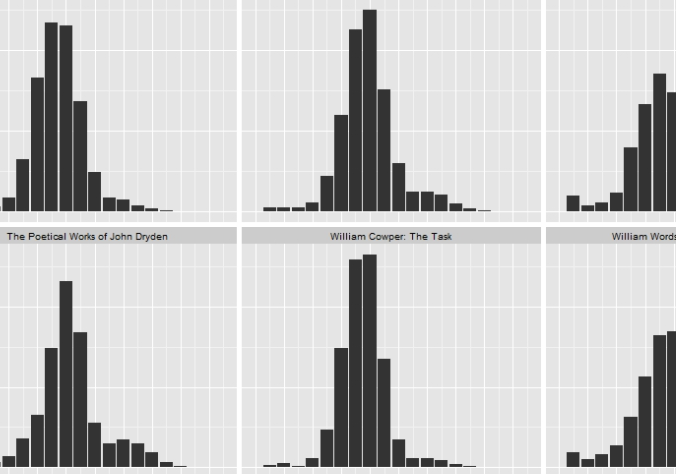 The Poetical Works of John Dryden
William Cowper: The Task
William Words